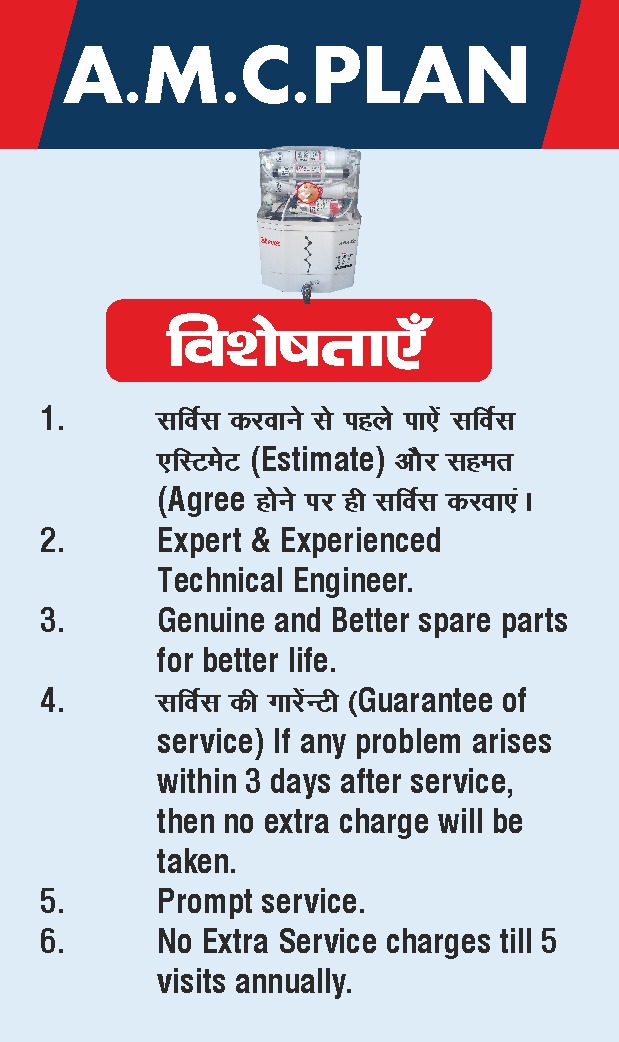 A.M.C.PLAN
विशेषताएँ
1. सर्विस करवाने से पहले पाऐं सर्विस
एस्टिमेट (Estimate) और सहमत
(Agree होने पर ही सर्विस करवाएं।
2. Expert & Experienced
Technical Engineer.
3. Genuine and Better spare parts
for better life.
4. सर्विस की गारेंन्टी (Guarantee of
service) If any problem arises
within 3 days after service,
then no extra charge will be
taken.
5. Prompt service.
6. No Extra Service charges till 5
visits annually.